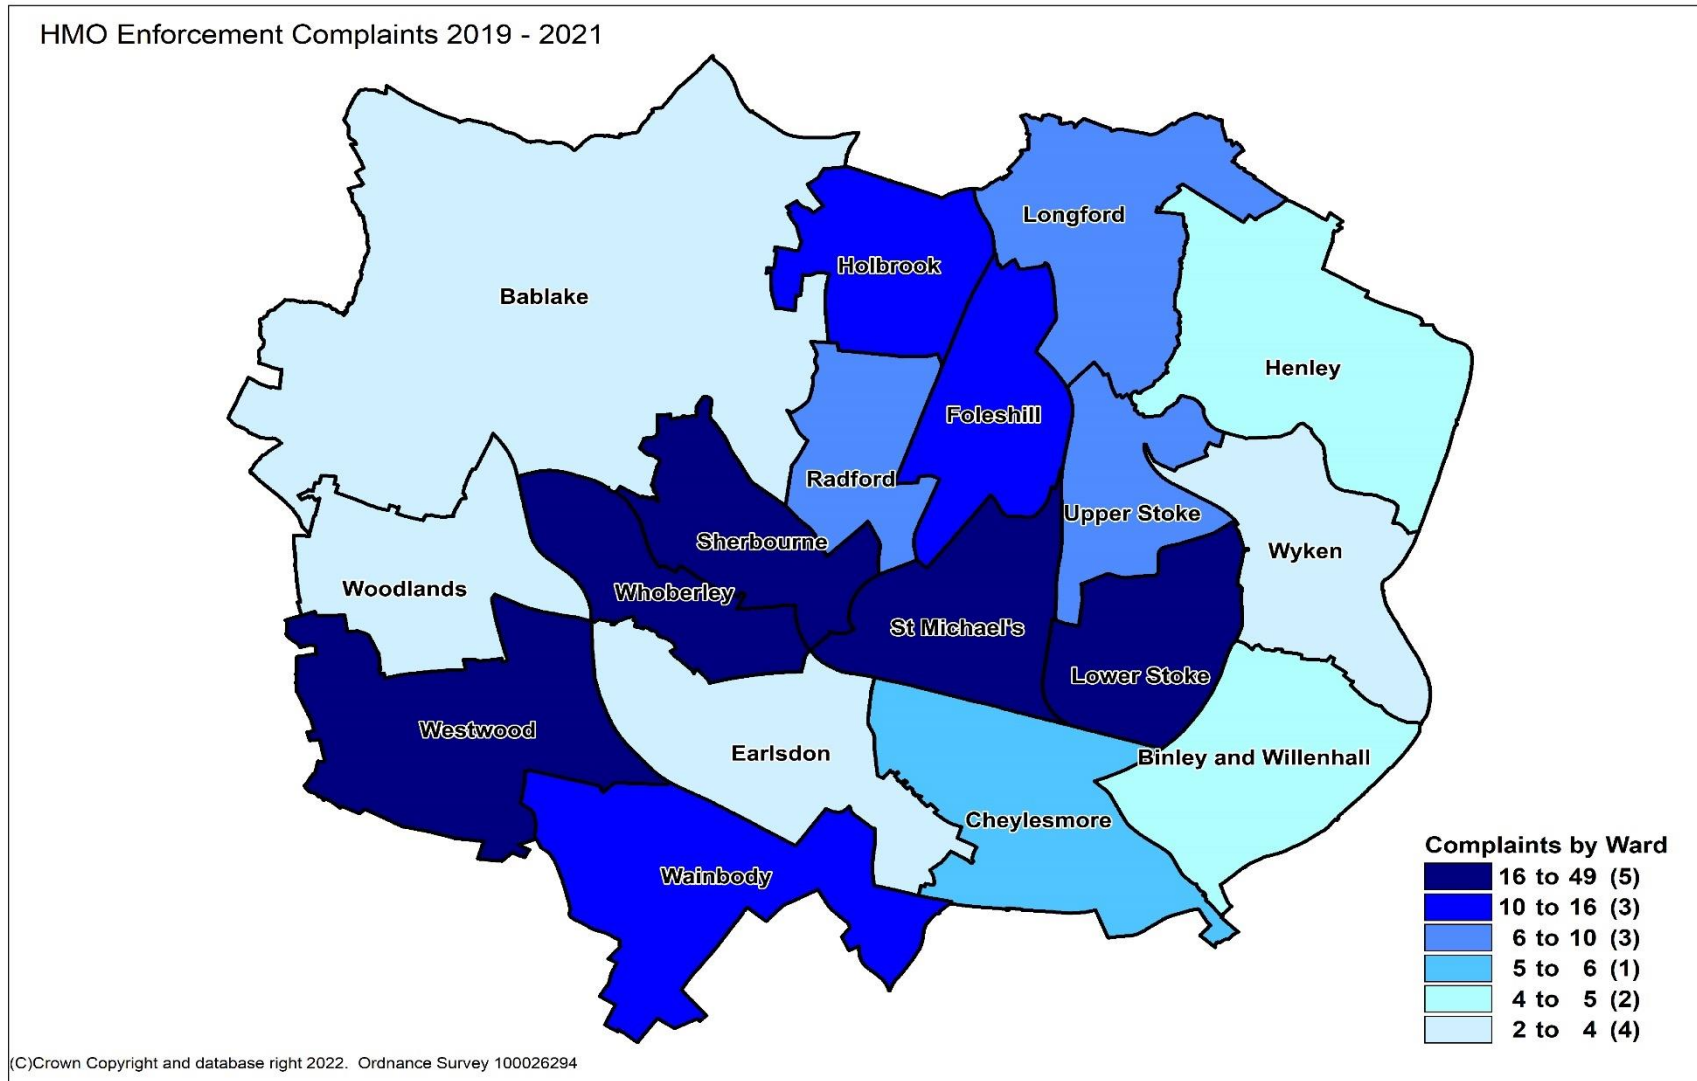 HMO Enforcement Complaints 2019 - 2021
Longford
Holbrook
Bablake
Henley
Foleshill
Radford
Upper Stoke
Sherbourne
Wyken
Woodlands
Whoberley
St Michael's
Lower Stoke
Westwood
Earlsdon
Binley and Willenhall
Cheylesmore
Wainbody
Complaints by Ward
16 to 49 (5)
10 to 16 (3)
6 to 10 (3)
5 to 6 (1)
4 to 5 (2)
2 to 4 (4)
(C)Crown Copyright and database right 2022. Ordnance Survey 100026294